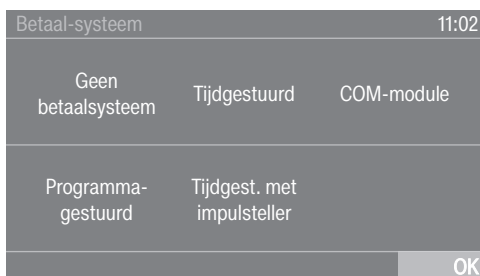 Betaal-systeem 11:02
Geen
betaalsysteem
Tijdgestuurd
COM-module
Programma-
gestuurd
Tijdgest. met
impulsteller
OK